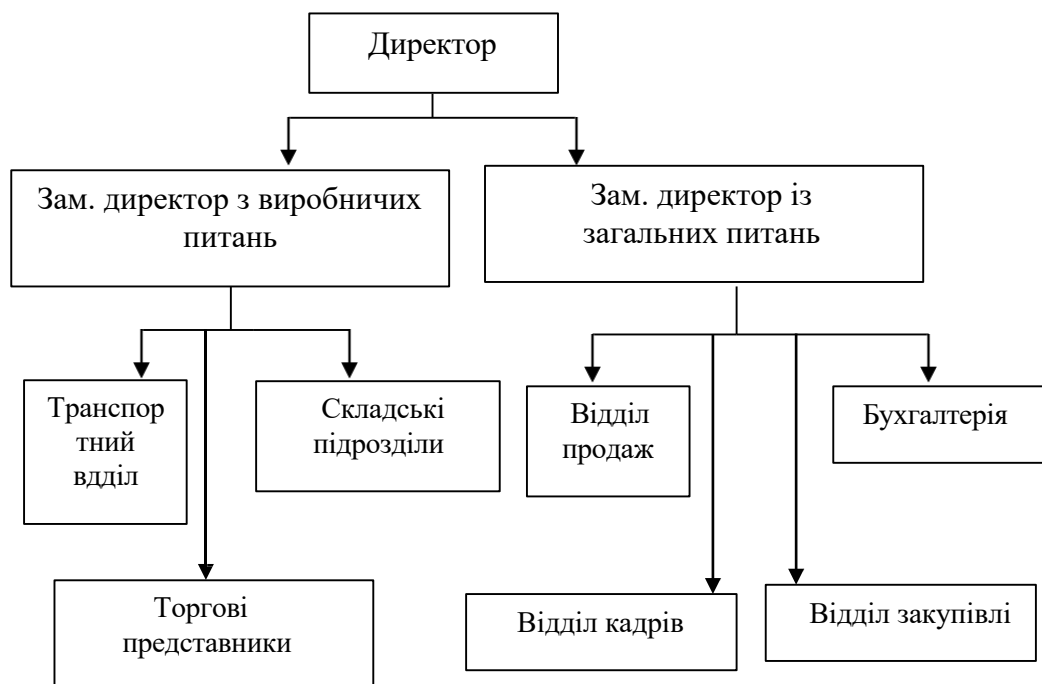 Директор
Зам. директор з виробничих
питань
Зам. директор із
загальних питань
Транспор
тний
вдділ
Складські
підрозділи
Відділ
продаж
Бухгалтерія
Торгові
представники
Відділ кадрів
Відділ закупівлі